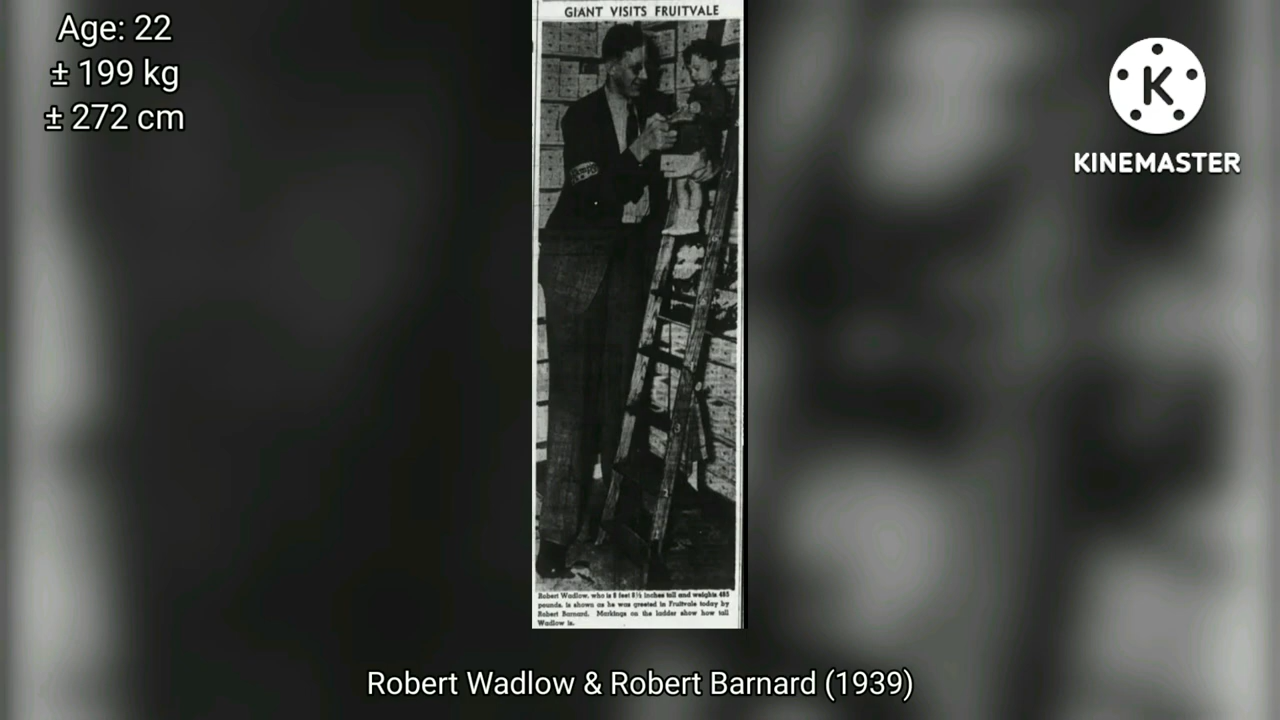 Age: 22
± 199 kg
± 272 cm
GIANT VISITS FRUITVALE
K
KINEMASTER
Robert Wadlow, who is 8 feet 8½ inches tall and weighs 485
pounds, is shown as he was greeted in Fruitvale today by
Robert Barnard. Markings on the ladder show how tall
Wadlow is.
Robert Wadlow & Robert Barnard (1939)